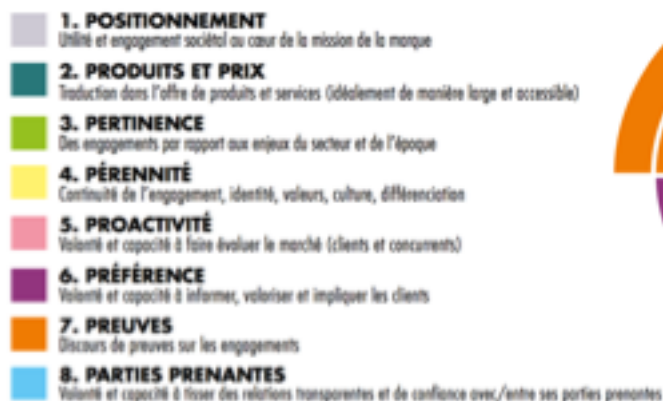 1. POSITIONNEMENT
Utilité et engagement sociétal au cœur de la mission de la marque
2. PRODUITS ET PRIX
Traduction dans l'offre de produits et services (idéalement de manière large et accessible)
3. PERTINENCE
Des engagements par rapport aux enjeux du secteur et de l'époque
4. PÉRENNITÉ
Continuité de l'engagement, identité, valeurs, culture, différenciation
5. PROACTIVITÉ
Volonté et capacité à faire évoluer le marché (clients et concurrents)
6. PRÉFÉRENCE
Volonté et capacité à informer, valoriser et impliquer les clients
7. PREUVES
Discours de preuves sur les engagements
8. PARTIES PRENANTES
Volonté et capacité à tisser des relations transparentes et de confiance avec/entre ses parties prenantes